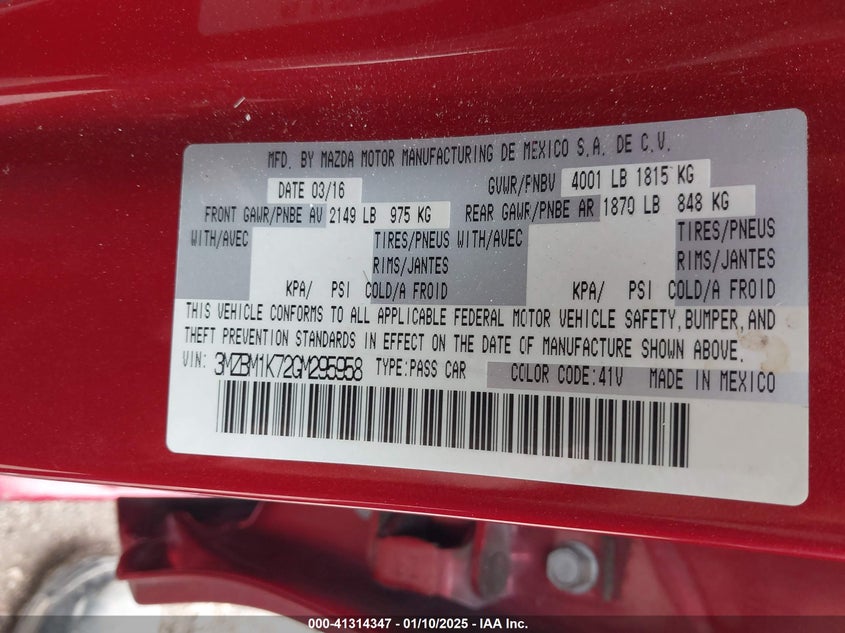 MFD. BY MAZDA MOTOR MANUFACTURING DE MEXICO S.A. DE C.V.
DATE 03/16 GVWR/PNBV 4001 LB 1815 KG
FRONT GAWR/PNBE AV 2149 LB 975 KG REAR GAWR/PNBE AR 1870 LB 848 KG
WITH/AVEC TIRES/PNEUS WITH/AVEC TIRES/PNEUS
RIMS/JANTES RIMS/JANTES
KPA/ PSI COLD/A FROID KPA/ PSI COLD/A FROID
THIS VEHICLE CONFORMS TO ALL APPLICABLE FEDERAL MOTOR VEHICLE SAFETY, BUMPER, AND
THEFT PREVENTION STANDARDS IN EFFECT ON THE DATE OF MANUFACTURE SHOWN ABOVE.
VIN: 3MZBM1K72GM295958 TYPE:PASS CAR COLOR CODE:41V MADE IN MEXICO
000-41314347 - 01/10/2025 - IAA Inc.